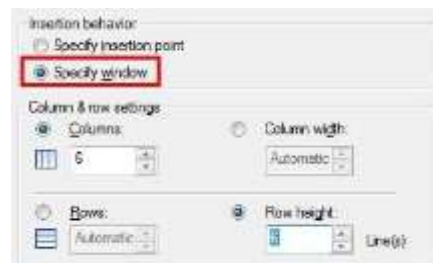 Insertion behavior
Specify insertion point
Specify window
Column & row settings
Columns: Column width:
6 Automatic
Rows: Row height:
Automatic Line(s)